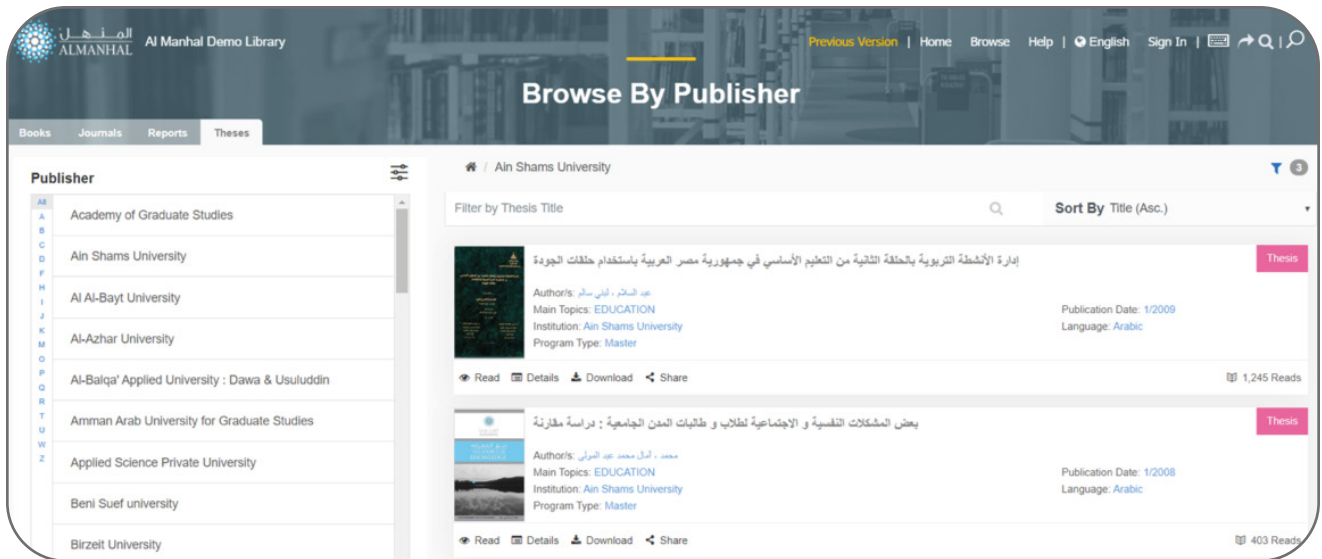 المنهل
ALMANHAL
Al Manhal Demo Library
Previous Version | Home Browse Help | English Sign In |
Browse By Publisher
Books Journals Reports Theses
Publisher
All
A
B
C
D
F
H
I
J
K
M
O
P
Q
R
T
U
W
Z
Academy of Graduate Studies
Ain Shams University
Al Al-Bayt University
Al-Azhar University
Al-Balqa' Applied University : Dawa & Usuluddin
Amman Arab University for Graduate Studies
Applied Science Private University
Beni Suef university
Birzeit University
/ Ain Shams University
3
Filter by Thesis Title
Sort By Title (Asc.)
إدارة الأنشطة التربوية بالحلقة الثانية من التعليم الأساسي في جمهورية مصر العربية باستخدام حلقات الجودة
Thesis
Author/s: عبد السلام ، لبنى سالم
Main Topics: EDUCATION
Publication Date: 1/2009
Institution: Ain Shams University
Language: Arabic
Program Type: Master
Read Details Download Share
1,245 Reads
بعض المشكلات النفسية و الاجتماعية لطلاب و طالبات المدن الجامعية : دراسة مقارنة
Thesis
Author/s: محمد ، أمال محمد عبد المولى
Main Topics: EDUCATION
Publication Date: 1/2008
Institution: Ain Shams University
Language: Arabic
Program Type: Master
Read Details Download Share
403 Reads